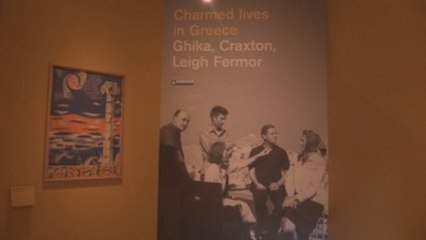 Charmed lives
in Greece
Ghika, Craxton,
Leigh Fermor